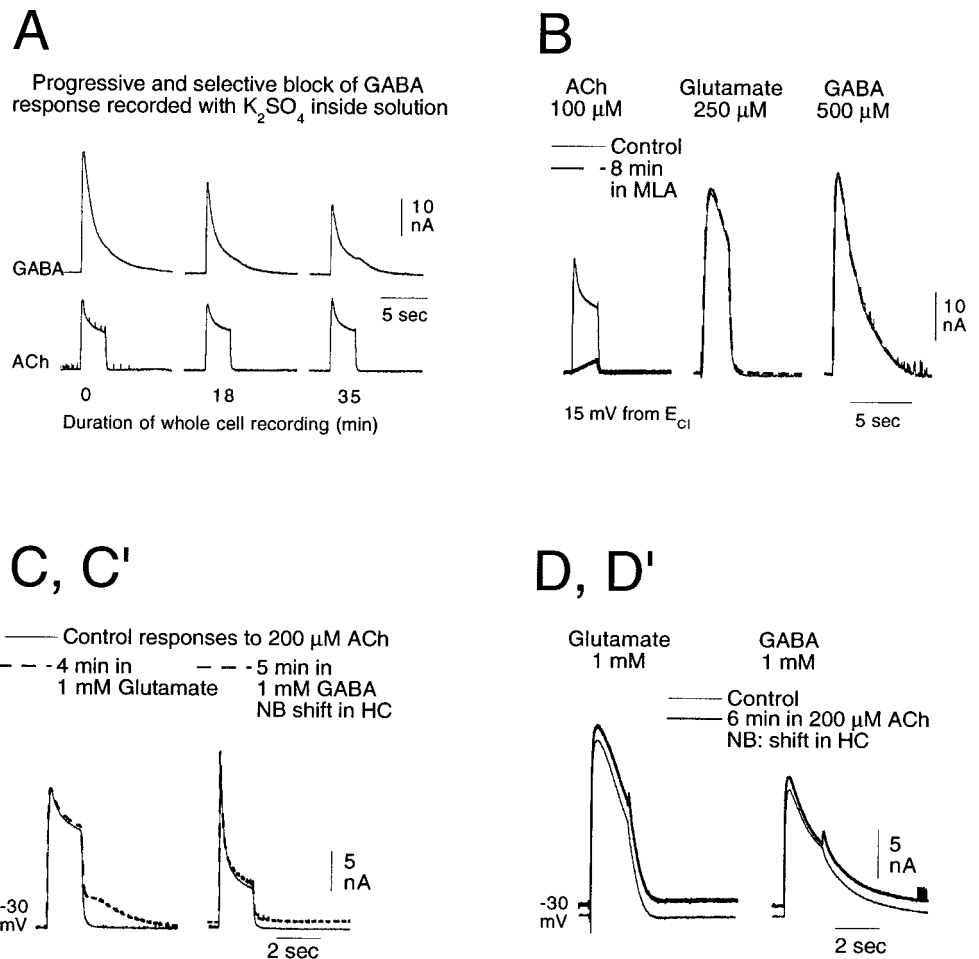 A
Progressive and selective block of GABA
response recorded with K2SO4 inside solution
10
nA
GABA
5 sec
ACh
0 18 35
Duration of whole cell recording (min)
B
ACh Glutamate GABA
100 μM 250 μM 500 μM
Control
8 min
in MLA
10
nA
15 mV from ECl
5 sec
C, C'
Control responses to 200 μM ACh
4 min in
1 mM Glutamate
5 min in
1 mM GABA
NB shift in HC
5
nA
-30
mV
2 sec
D, D'
Glutamate GABA
1 mM 1 mM
Control
6 min in 200 μM ACh
NB: shift in HC
5
nA
-30
mV
2 sec